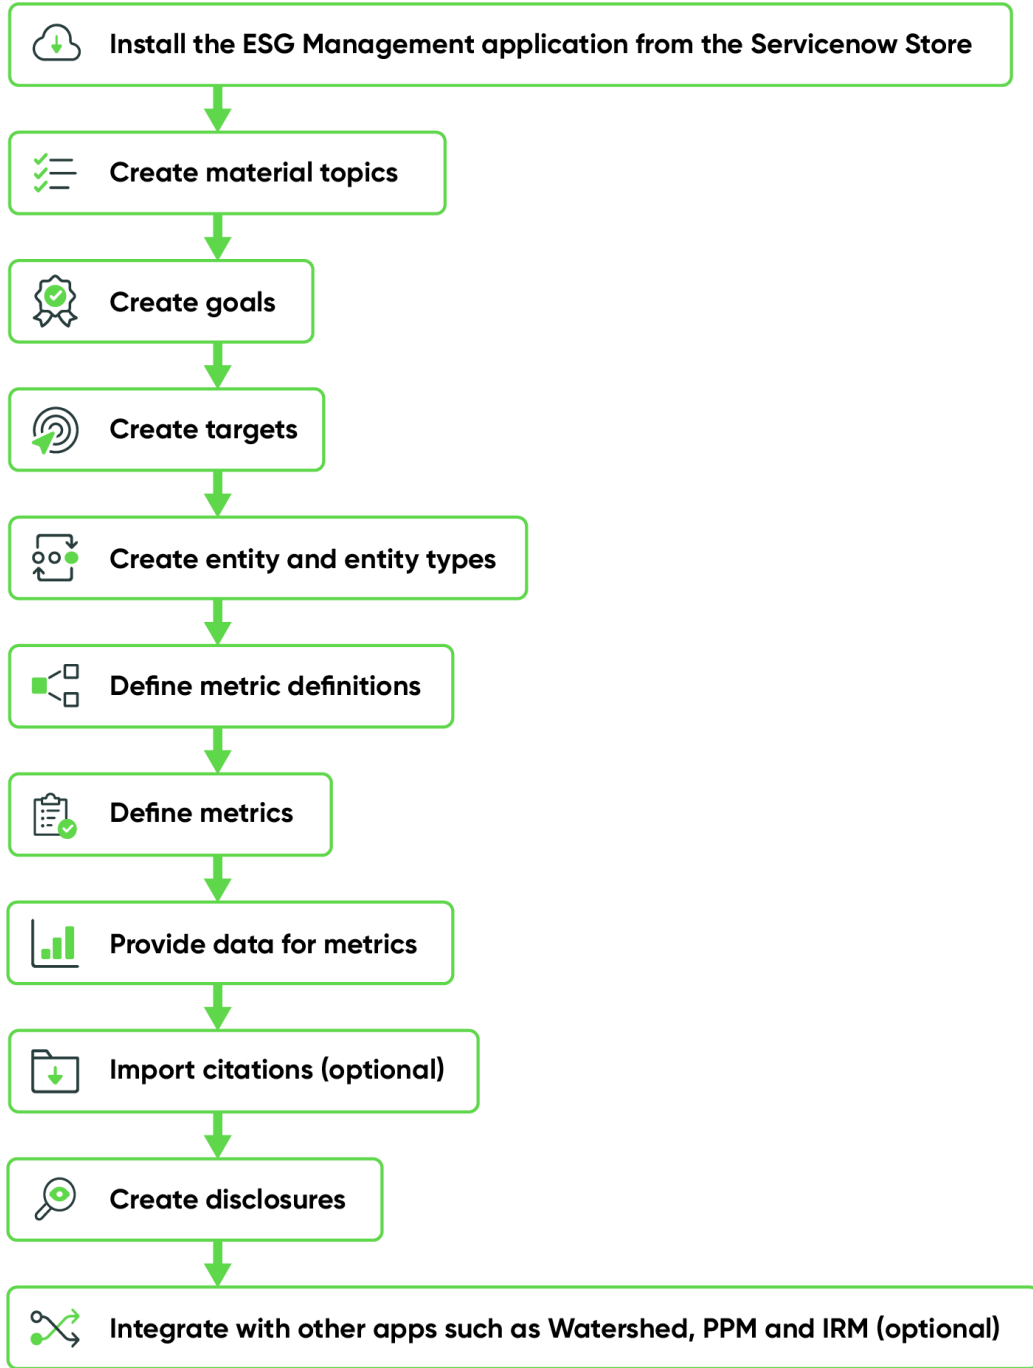 Install the ESG Management application from the Servicenow Store
Create material topics
Create goals
Create targets
Create entity and entity types
Define metric definitions
Define metrics
Provide data for metrics
Import citations (optional)
Create disclosures
Integrate with other apps such as Watershed, PPM and IRM (optional)